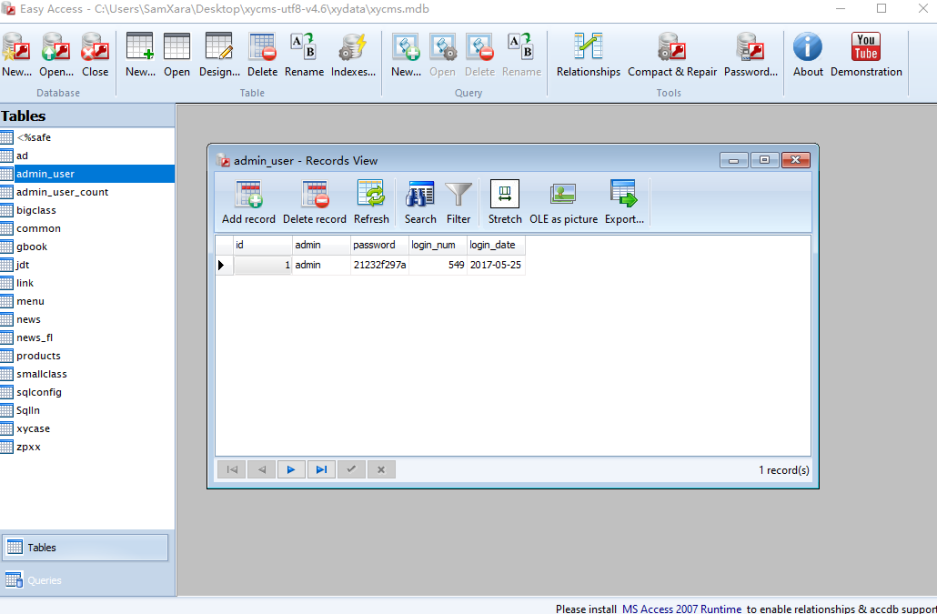 Easy Access - C:\Users\SamXara\Desktop\xycms-utf8-v4.6\xydata\xycms.mdb
New... Open... Close New... Open Design... Delete Rename Indexes... New... Open Delete Rename Relationships Compact & Repair Password... About Demonstration
Database Table Query Tools
You
Tube
Tables
<%safe
ad
admin_user
admin_user_count
bigclass
common
gbook
jdt
link
menu
news
news_fl
products
smallclass
sqlconfig
SqlIn
xycase
zpxx
admin_user - Records View
Add record Delete record Refresh Search Filter Stretch OLE as picture Export...
id admin password login_num login_date
1 admin 21232f297a 549 2017-05-25
1 record(s)
Tables
Queries
Please install MS Access 2007 Runtime to enable relationships & accdb support